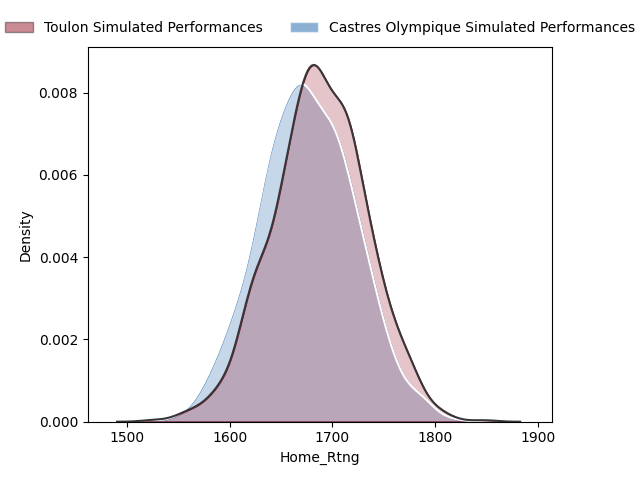 Toulon Simulated Performances
Castres Olympique Simulated Performances
0.008
0.006
0.004
0.002
0.000
Density
1500 1600 1700 1800 1900
Home_Rtng